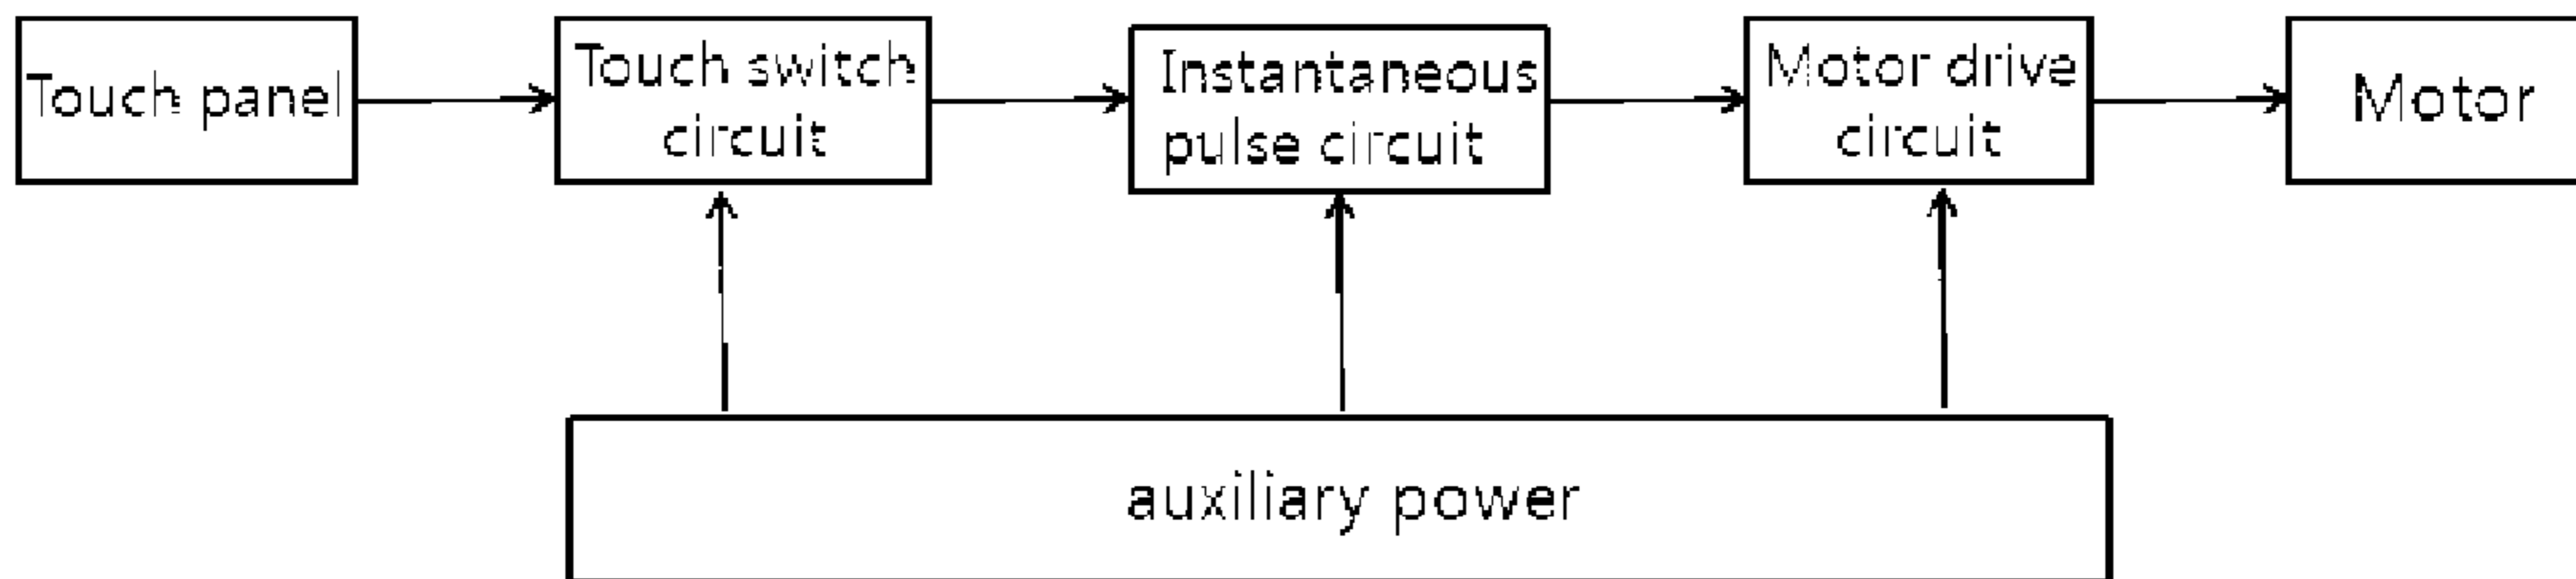 Touch panel
Touch switch
circuit
Instantaneous
pulse circuit
Motor drive
circuit
Motor
auxiliary power